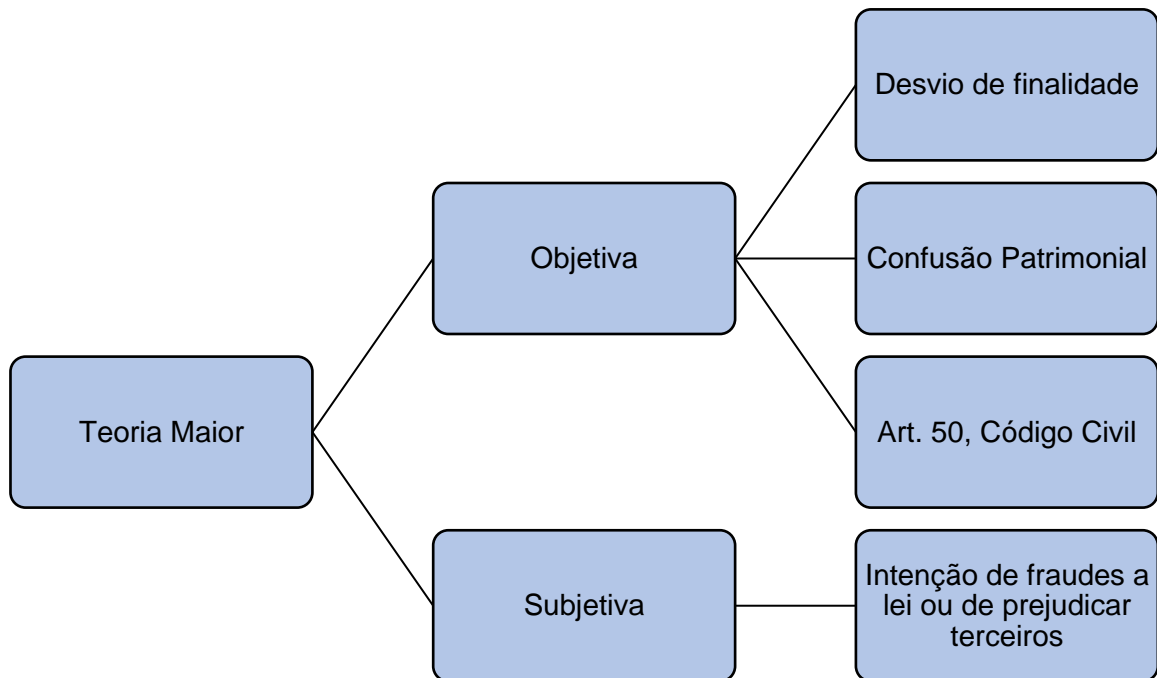 Desvio de finalidade
Objetiva
Confusão Patrimonial
Teoria Maior
Art. 50, Código Civil
Subjetiva
Intenção de fraudes a
lei ou de prejudicar
terceiros